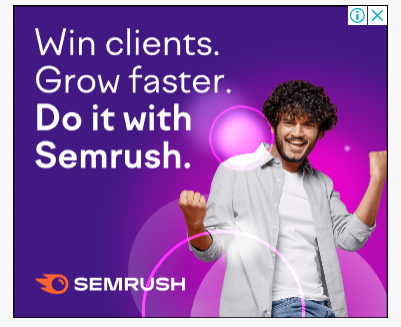 Win clients.
Grow faster.
Do it with
Semrush.
SEMRUSH